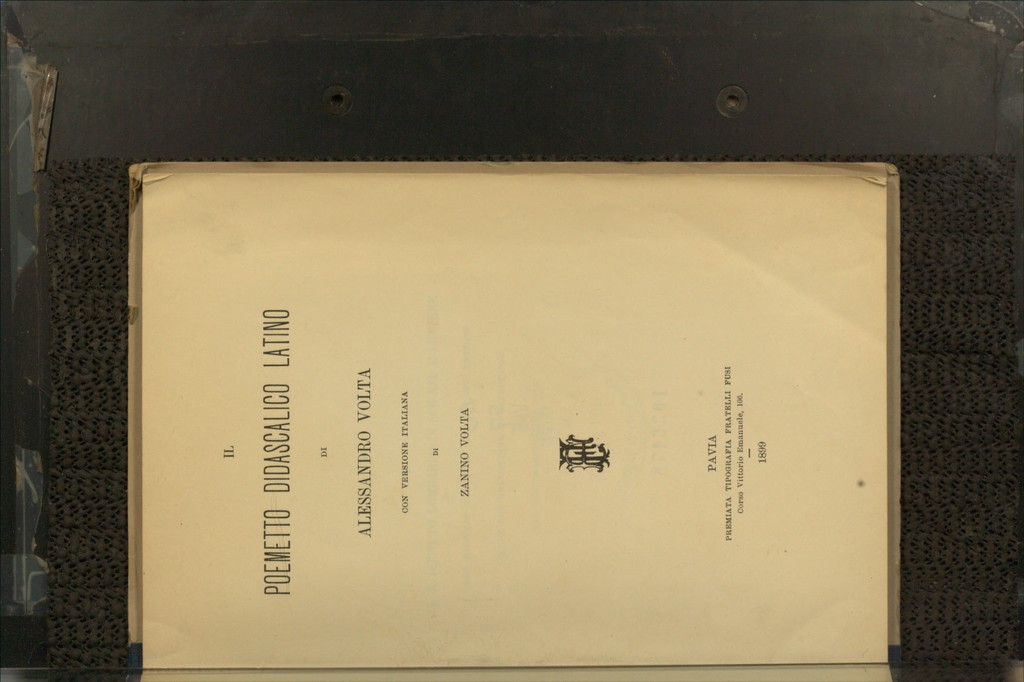 IL
POEMETTO DIDASCALICO LATINO
DI
ALESSANDRO VOLTA
CON VERSIONE ITALIANA
DI
ZANINO VOLTA
PAVIA
PREMIATA TIPOGRAFIA FRATELLI FUSI
Corso Vittorio Emanuele, 106.
1899